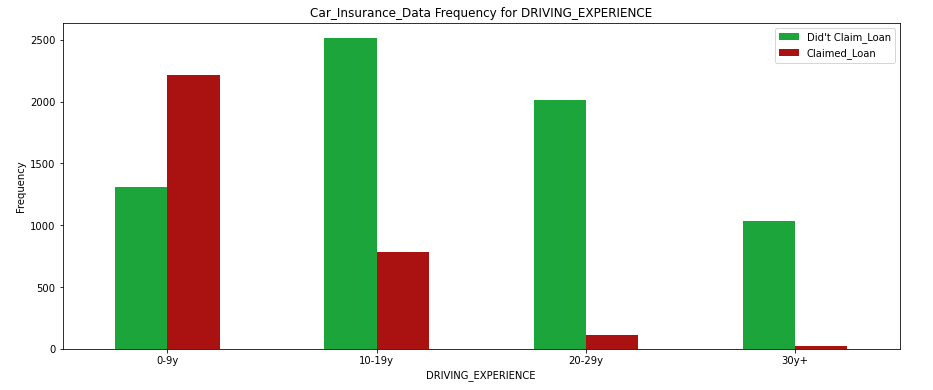 Car_Insurance_Data Frequency for DRIVING_EXPERIENCE
Did't Claim_Loan
Claimed_Loan
2500
2000
1500
1000
500
0
Frequency
0-9y 10-19y 20-29y 30y+
DRIVING_EXPERIENCE